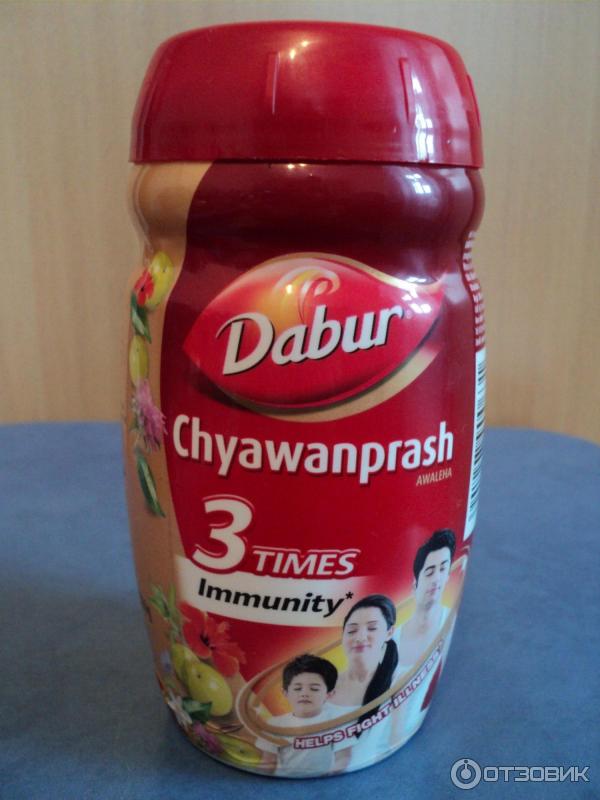 Dabur®
Chyawanprash
AWALEHA
3 TIMES
Immunity*
HELPS FIGHT ILLNESS
ОТЗОВИК